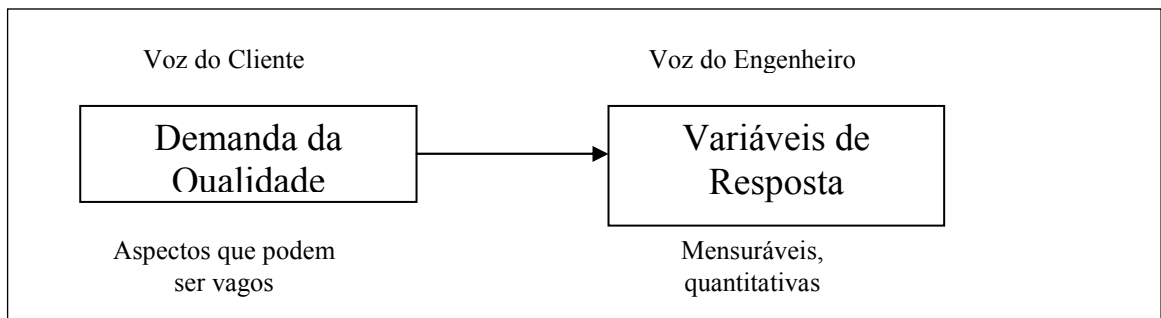 Voz do Cliente
Voz do Engenheiro
Demanda da
Qualidade
Variáveis de
Resposta
Aspectos que podem
ser vagos
Mensuráveis,
quantitativas